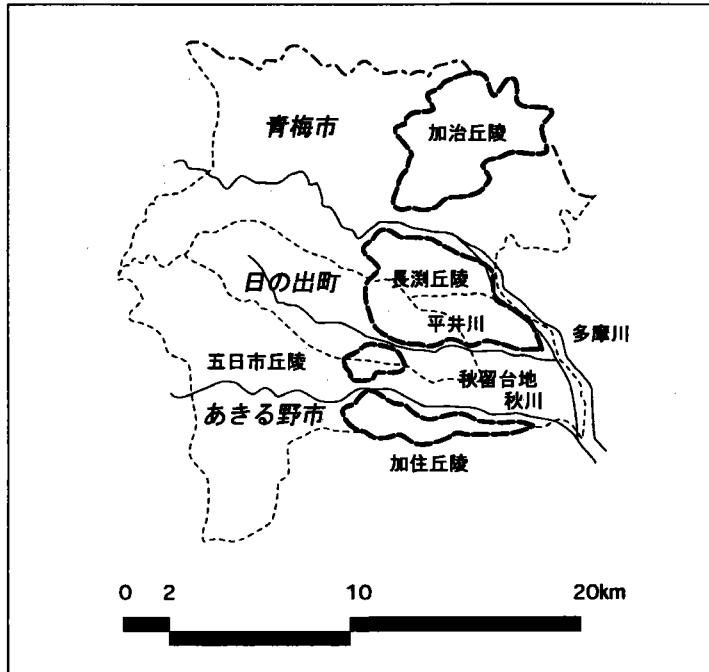 青梅市
加治丘陵
日の出町
長渕丘陵
平井川
多摩川
五日市丘陵
秋留台地
秋川
あきる野市
加住丘陵
0 2 10 20km